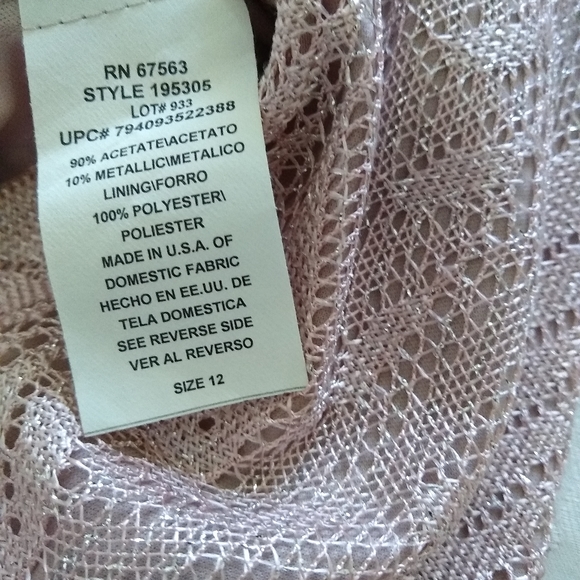 RN 67563
STYLE 195305
LOT# 933
UPC# 794093522388
90% ACETATE\ACETATO
10% METALLIC\METALICO
LINING\FORRO
100% POLYESTER\
POLIESTER
MADE IN U.S.A. OF
DOMESTIC FABRIC
HECHO EN EE.UU. DE
TELA DOMESTICA
SEE REVERSE SIDE
VER AL REVERSO
SIZE 12